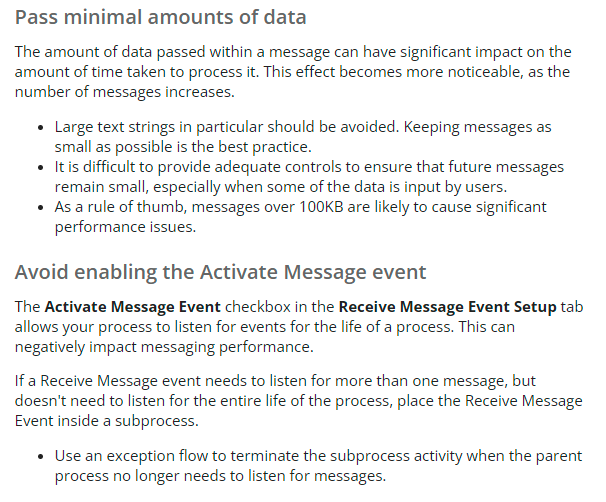 Pass minimal amounts of data
The amount of data passed within a message can have significant impact on the
amount of time taken to process it. This effect becomes more noticeable, as the
number of messages increases.
• Large text strings in particular should be avoided. Keeping messages as
small as possible is the best practice.
• It is difficult to provide adequate controls to ensure that future messages
remain small, especially when some of the data is input by users.
• As a rule of thumb, messages over 100KB are likely to cause significant
performance issues.
Avoid enabling the Activate Message event
The Activate Message Event checkbox in the Receive Message Event Setup tab
allows your process to listen for events for the life of a process. This can
negatively impact messaging performance.
If a Receive Message event needs to listen for more than one message, but
doesn't need to listen for the entire life of the process, place the Receive Message
Event inside a subprocess.
• Use an exception flow to terminate the subprocess activity when the parent
process no longer needs to listen for messages.